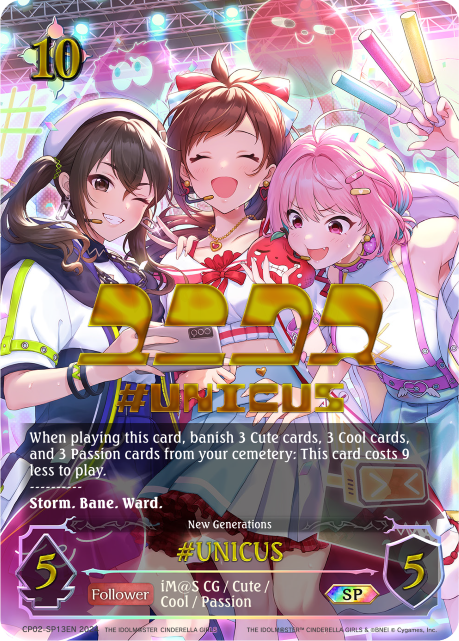 10
#UNICUS
When playing this card, banish 3 Cute cards, 3 Cool cards,
and 3 Passion cards from your cemetery: This card costs 9
less to play.
----------
Storm. Bane. Ward.
New Generations
#UNICUS
5
5
Follower
iM@S CG / Cute /
Cool / Passion
SP
CP02-SP13EN THE IDOLM@STER CINDERELLA GIRLS THE IDOLM@STER™ CINDERELLA GIRLS & ©BNEI © Cygames, Inc.